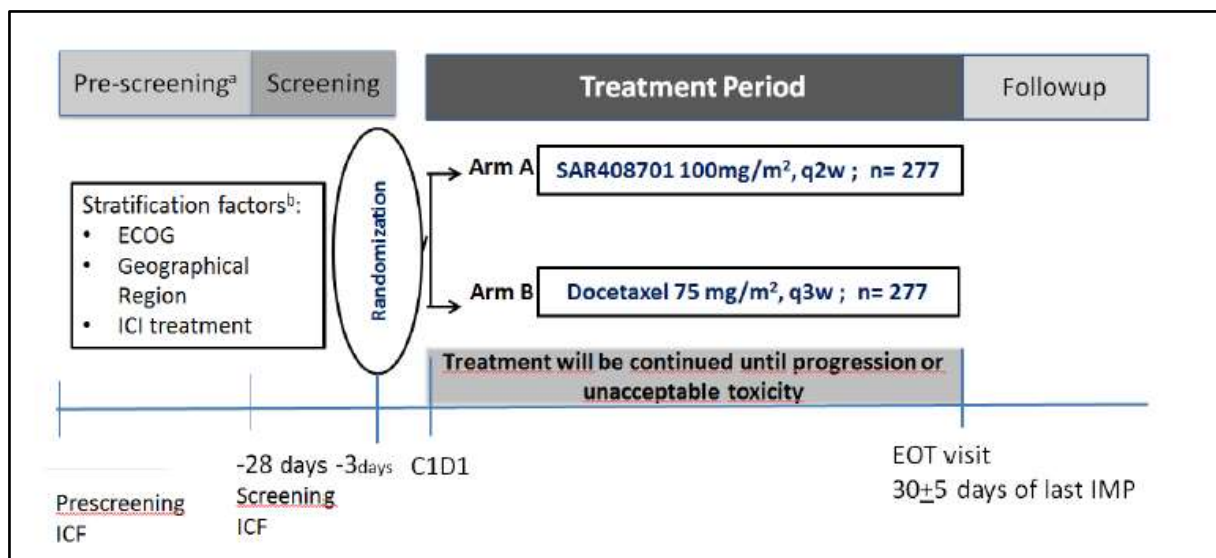 Pre-screeningᵃ
Screening
Treatment Period
Followup
Stratification factorsᵇ:
• ECOG
• Geographical
Region
• ICI treatment
Randomization
Arm A
SAR408701 100mg/m², q2w ; n= 277
Arm B
Docetaxel 75 mg/m², q3w ; n= 277
Treatment will be continued until progression or
unacceptable toxicity
Prescreening
ICF
-28 days
Screening
ICF
-3days
C1D1
EOT visit
30±5 days of last IMP